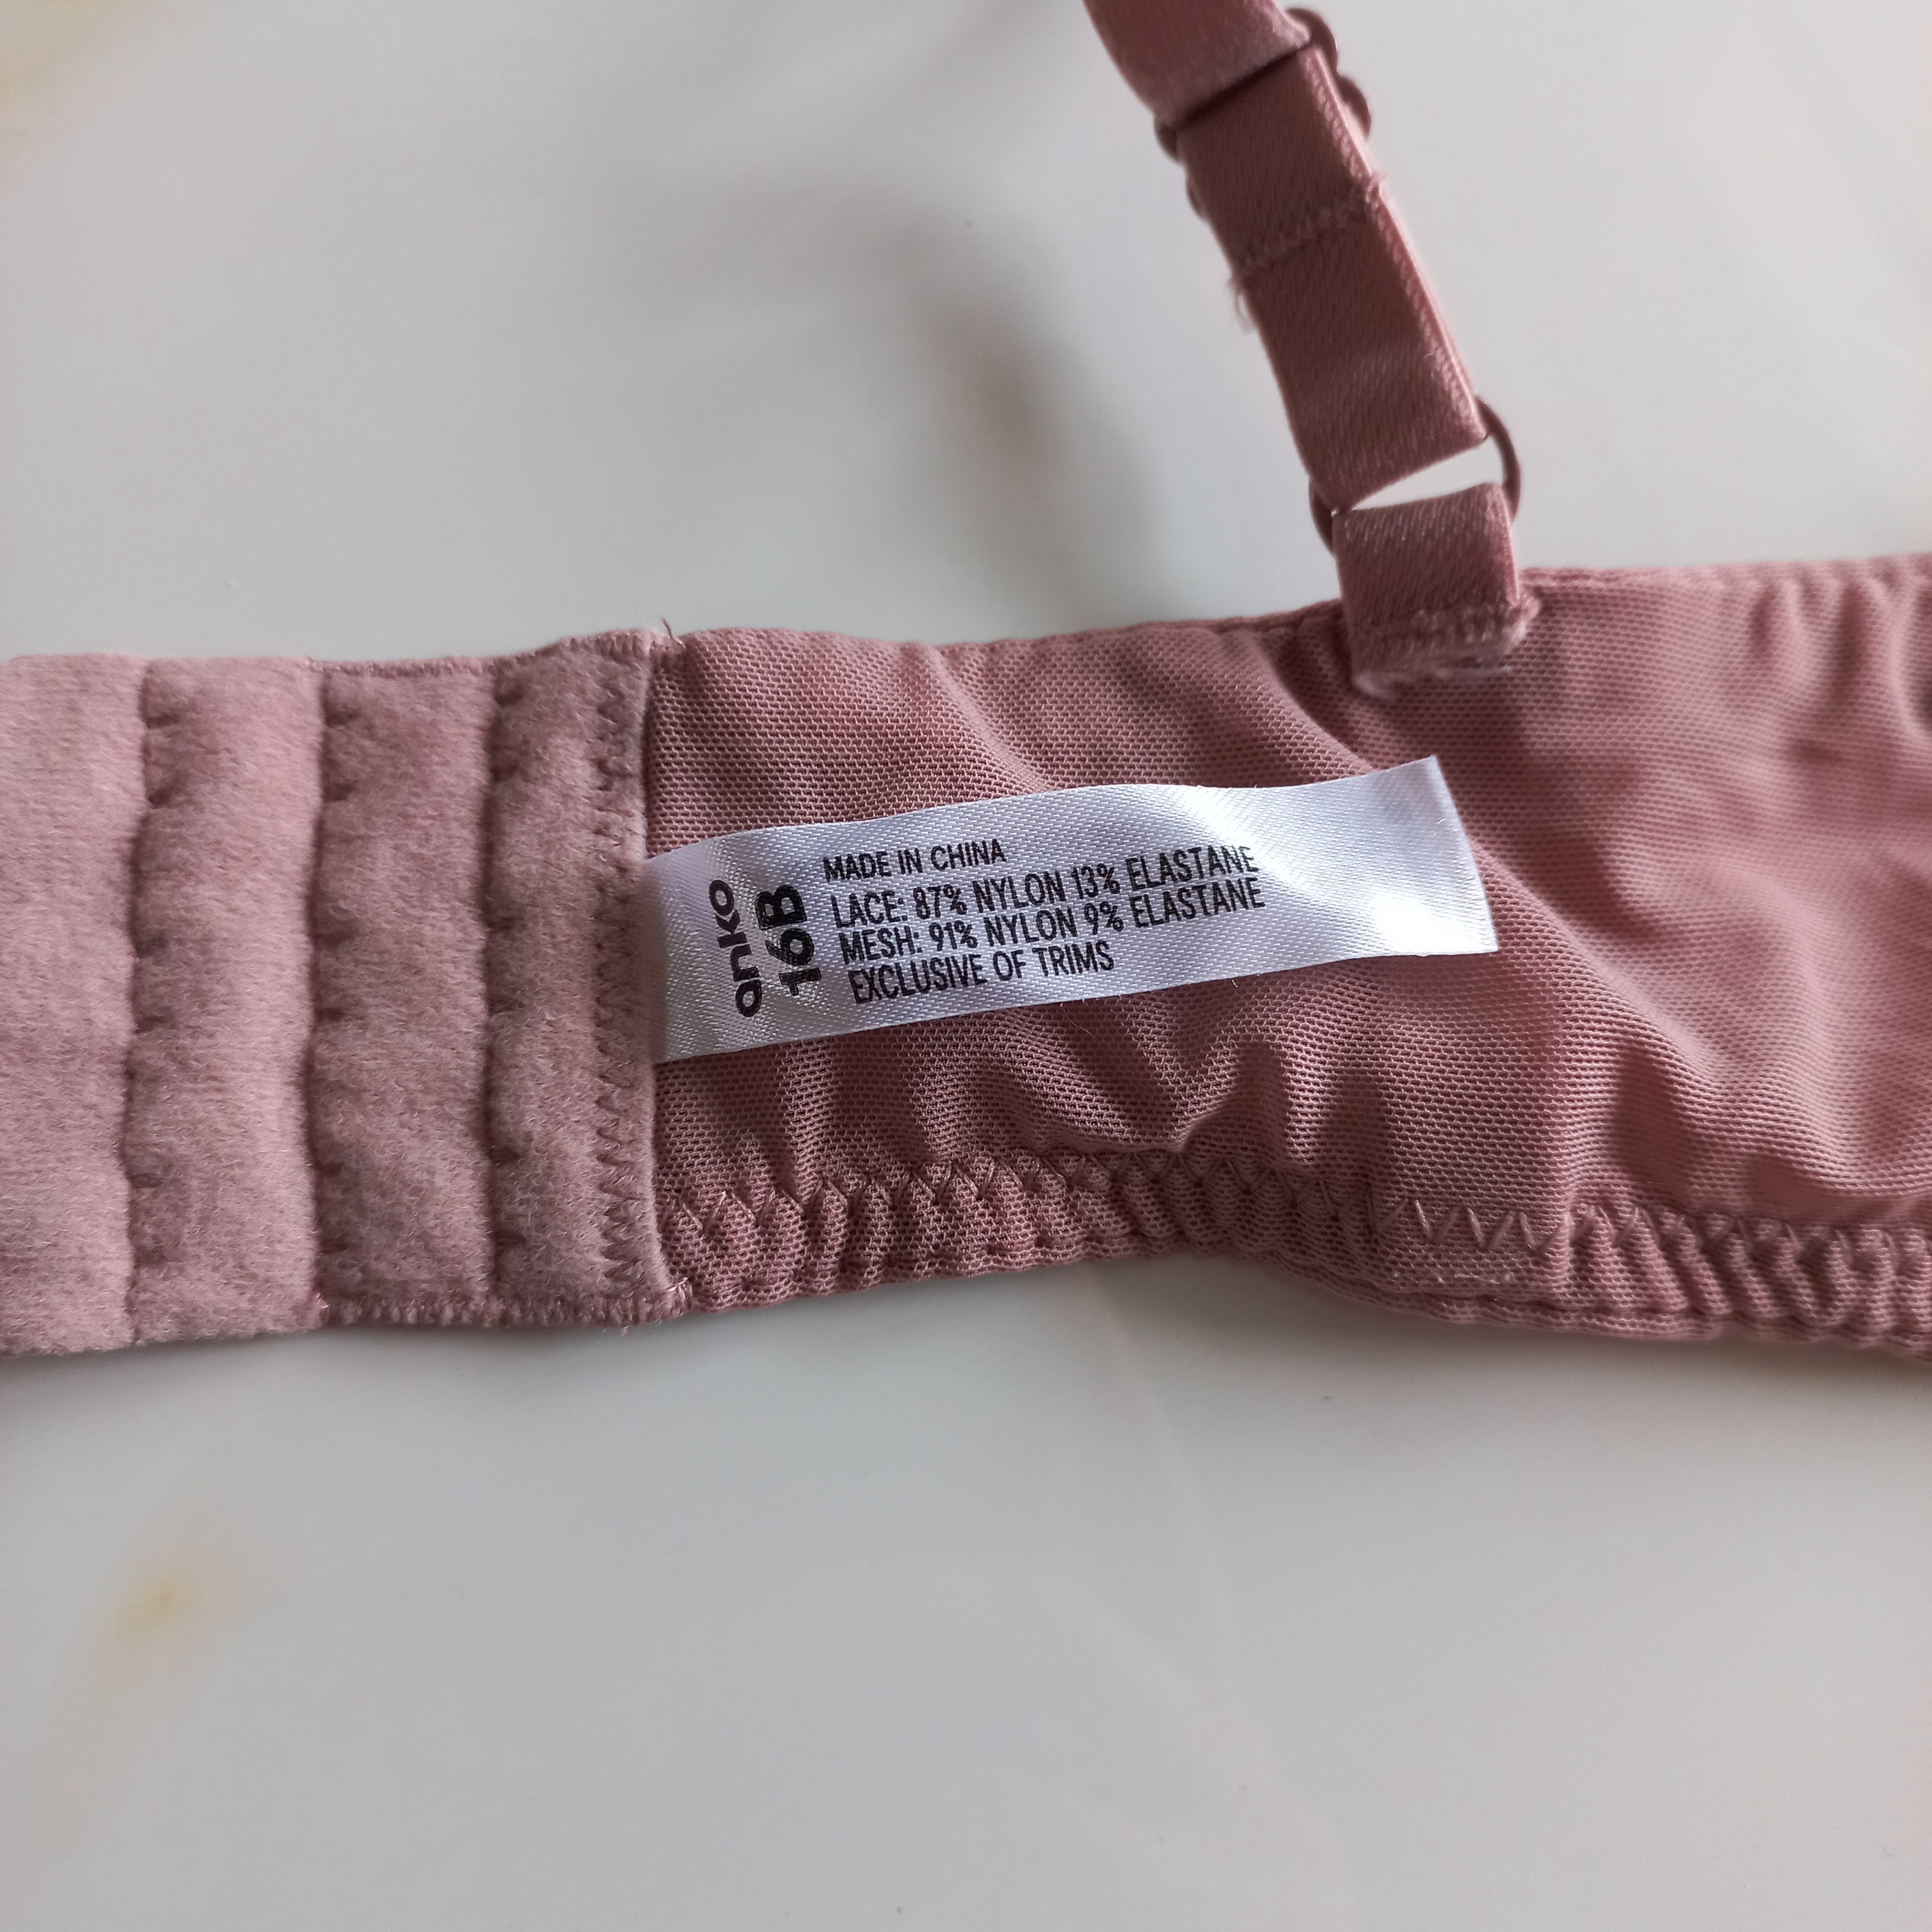 anko
16B
MADE IN CHINA
LACE: 87% NYLON 13% ELASTANE
MESH: 91% NYLON 9% ELASTANE
EXCLUSIVE OF TRIMS